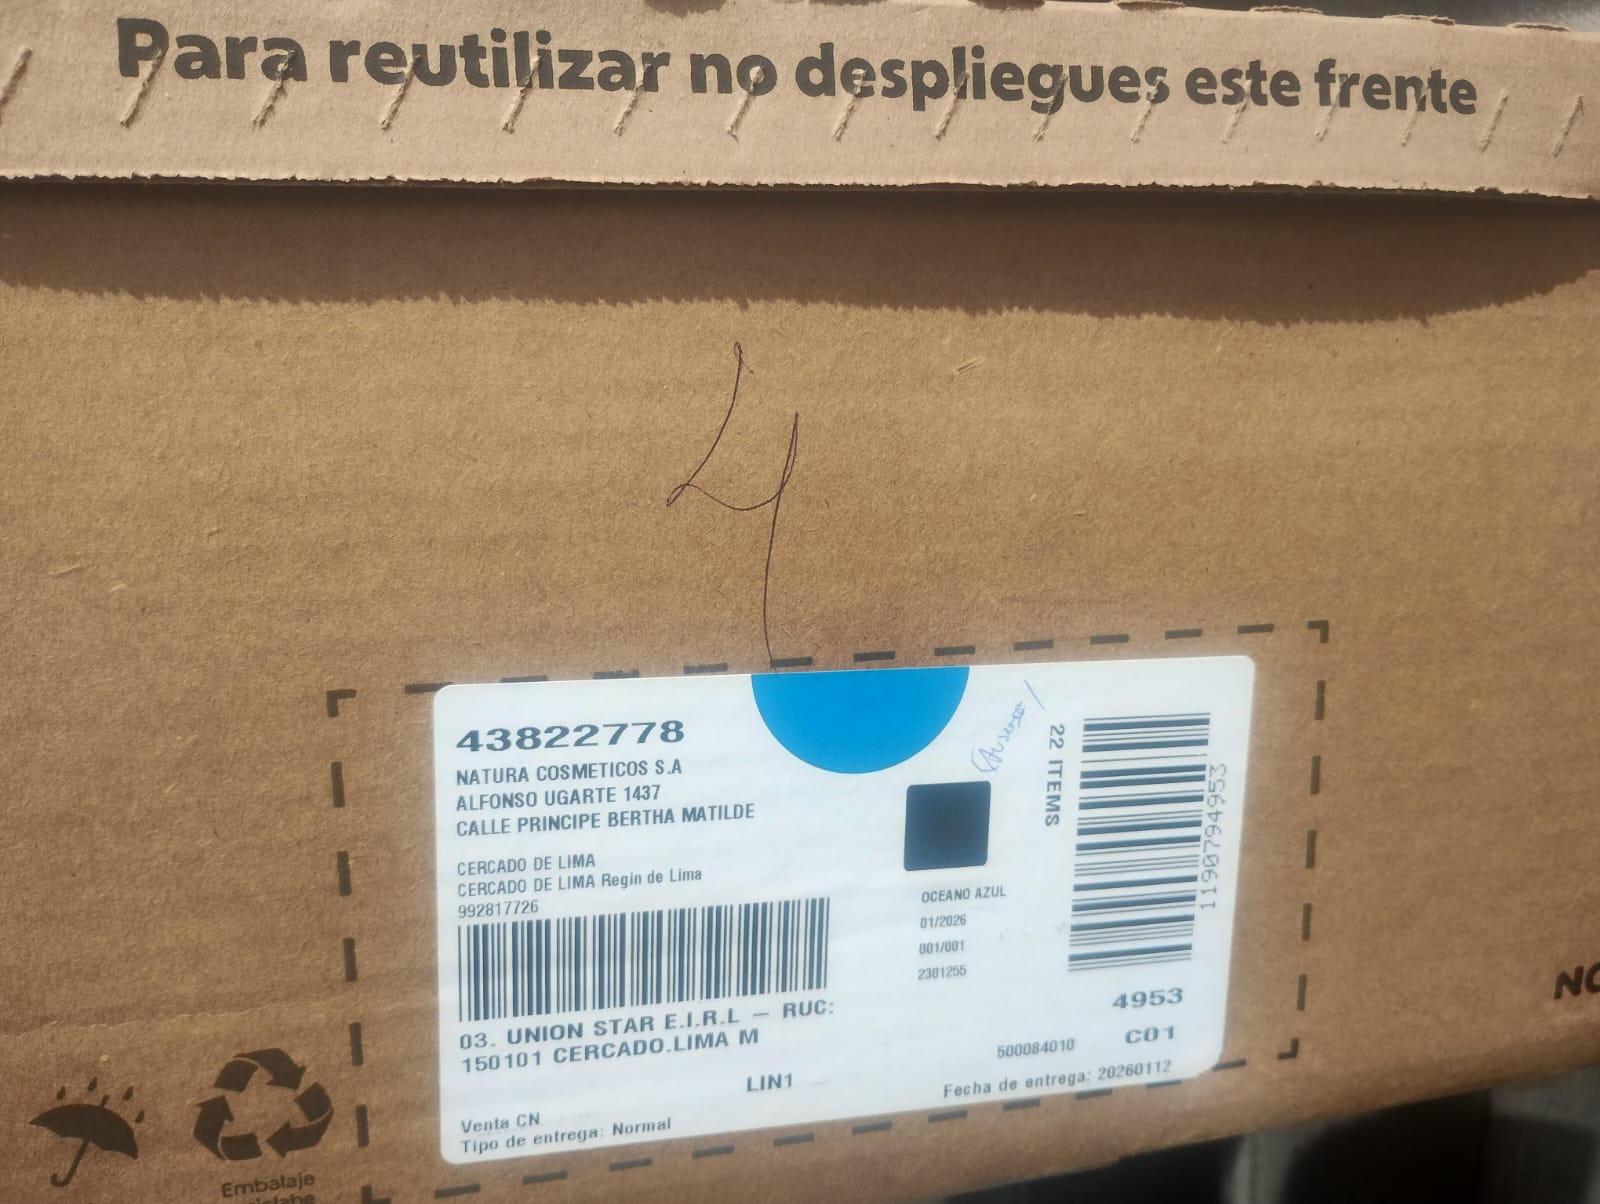 Para reutilizar no despliegues este frente
4
43822778
NATURA COSMETICOS S.A
ALFONSO UGARTE 1437
CALLE PRINCIPE BERTHA MATILDE
CERCADO DE LIMA
CERCADO DE LIMA Regin de Lima
992817726
03. UNION STAR E.I.R.L – RUC:
150101 CERCADO.LIMA M
LIN1
Venta CN
Tipo de entrega: Normal
22 ITEMS
1190794953
OCEANO AZUL
01/2026
001/001
2301255
4953
C01
500084010
Fecha de entrega: 20260112
NO
Embalaje